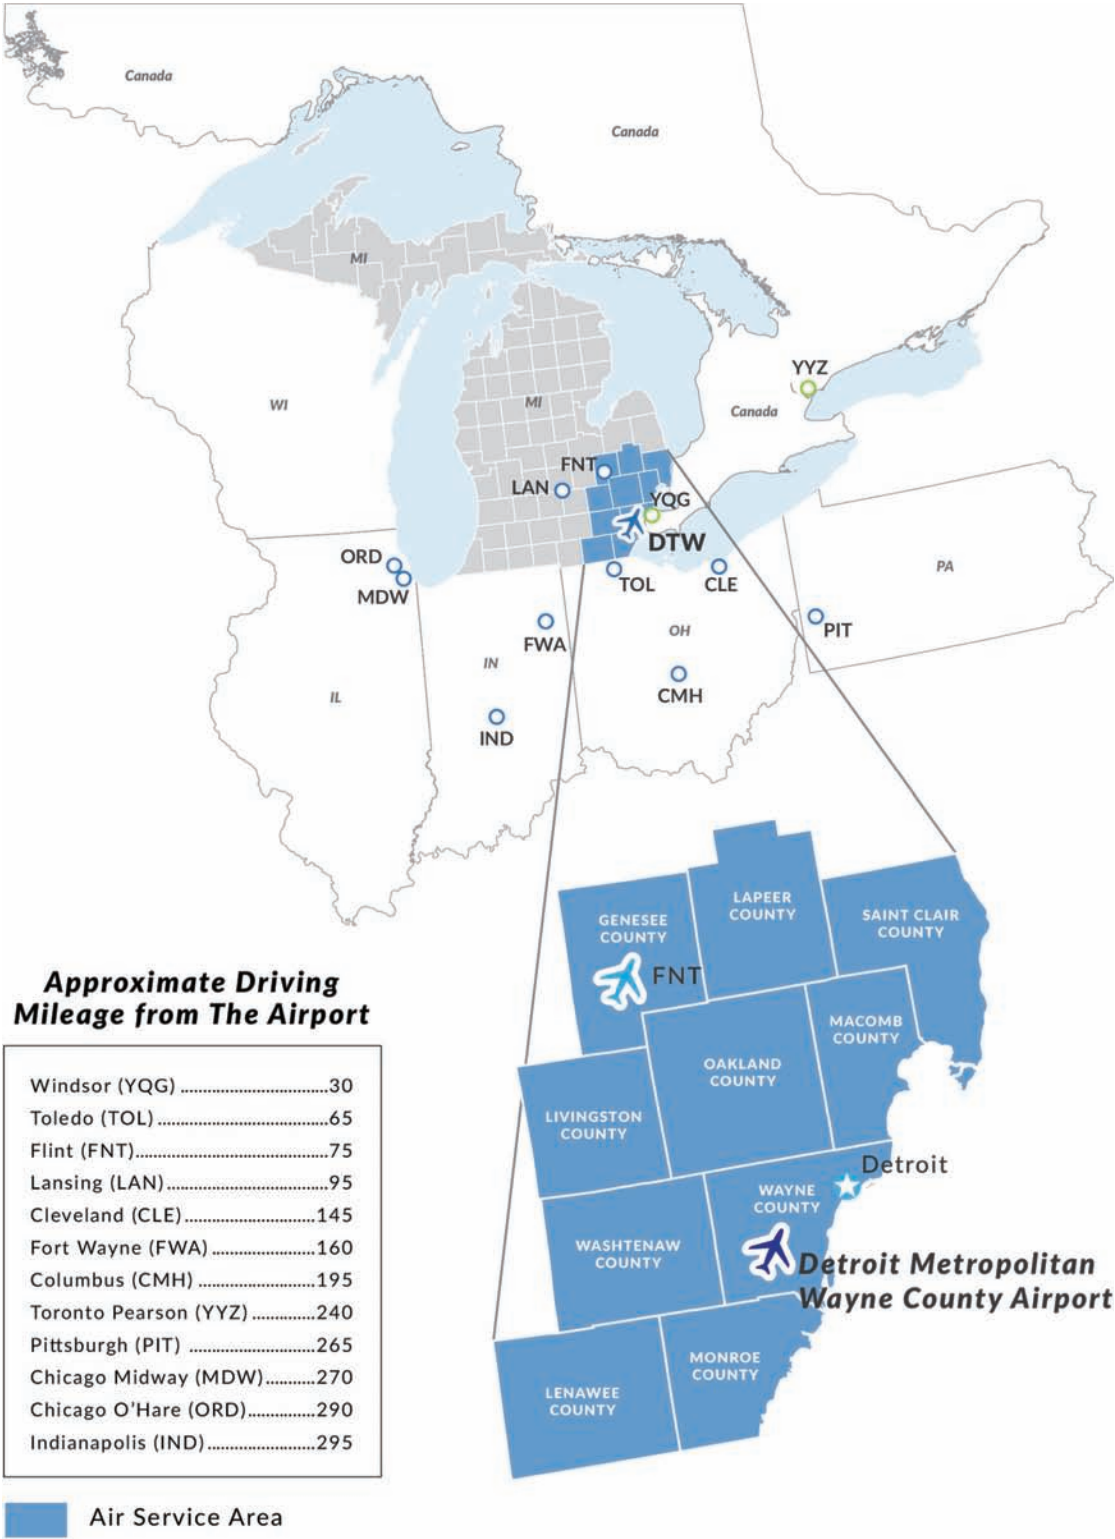 Canada
Canada
MI
YYZ
WI
MI
Canada
FNT
LAN
YQG
DTW
ORD
MDW
TOL
CLE
PA
FWA
OH
PIT
IN
IL
CMH
IND
LAPEER
COUNTY
GENESEE
COUNTY
SAINT CLAIR
COUNTY
FNT
MACOMB
COUNTY
OAKLAND
COUNTY
LIVINGSTON
COUNTY
Detroit
WAYNE
COUNTY
WASHTENAW
COUNTY
Detroit Metropolitan
Wayne County Airport
MONROE
COUNTY
LENAWEE
COUNTY
Approximate Driving
Mileage from The Airport
Windsor (YQG) ..................................30
Toledo (TOL) ......................................65
Flint (FNT)...........................................75
Lansing (LAN)....................................95
Cleveland (CLE)..............................145
Fort Wayne (FWA) ........................160
Columbus (CMH) ...........................195
Toronto Pearson (YYZ) ..............240
Pittsburgh (PIT) ............................265
Chicago Midway (MDW)...........270
Chicago O'Hare (ORD)...............290
Indianapolis (IND)........................295
Air Service Area